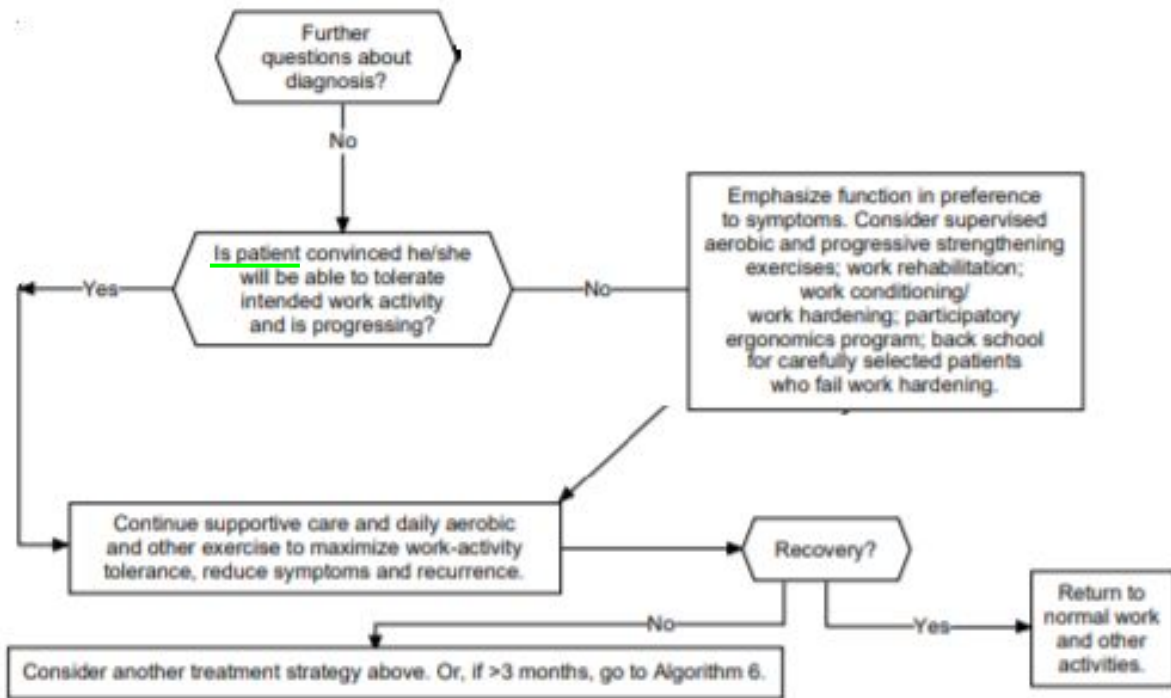 Further
questions about
diagnosis?
No
Is patient convinced he/she
will be able to tolerate
intended work activity
and is progressing?
Yes
No
Emphasize function in preference
to symptoms. Consider supervised
aerobic and progressive strengthening
exercises; work rehabilitation;
work conditioning/
work hardening; participatory
ergonomics program; back school
for carefully selected patients
who fail work hardening.
Continue supportive care and daily aerobic
and other exercise to maximize work-activity
tolerance, reduce symptoms and recurrence.
Recovery?
No
Yes
Return to
normal work
and other
activities.
Consider another treatment strategy above. Or, if >3 months, go to Algorithm 6.